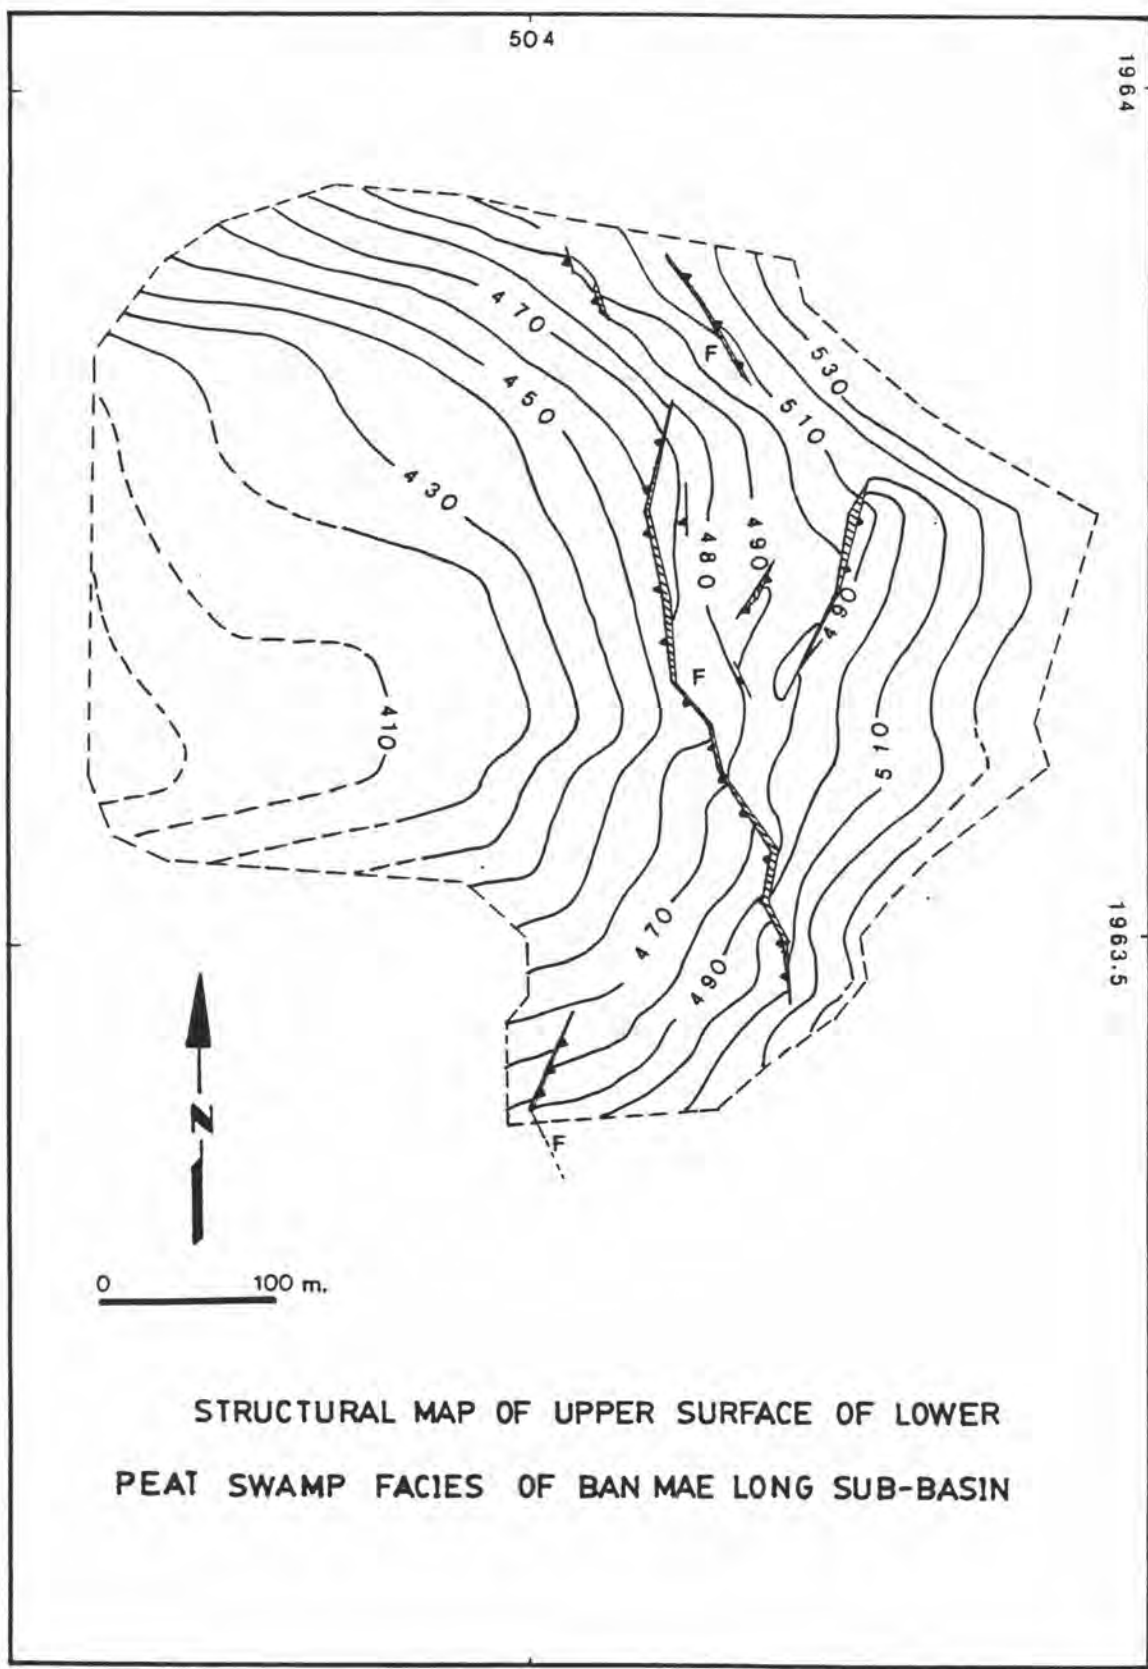 504
1964
470
450
530
F
510
430
480
490
490
F
410
510
1963.5
470
490
N
F
0 100 m.
STRUCTURAL MAP OF UPPER SURFACE OF LOWER
PEAT SWAMP FACIES OF BAN MAE LONG SUB-BASIN